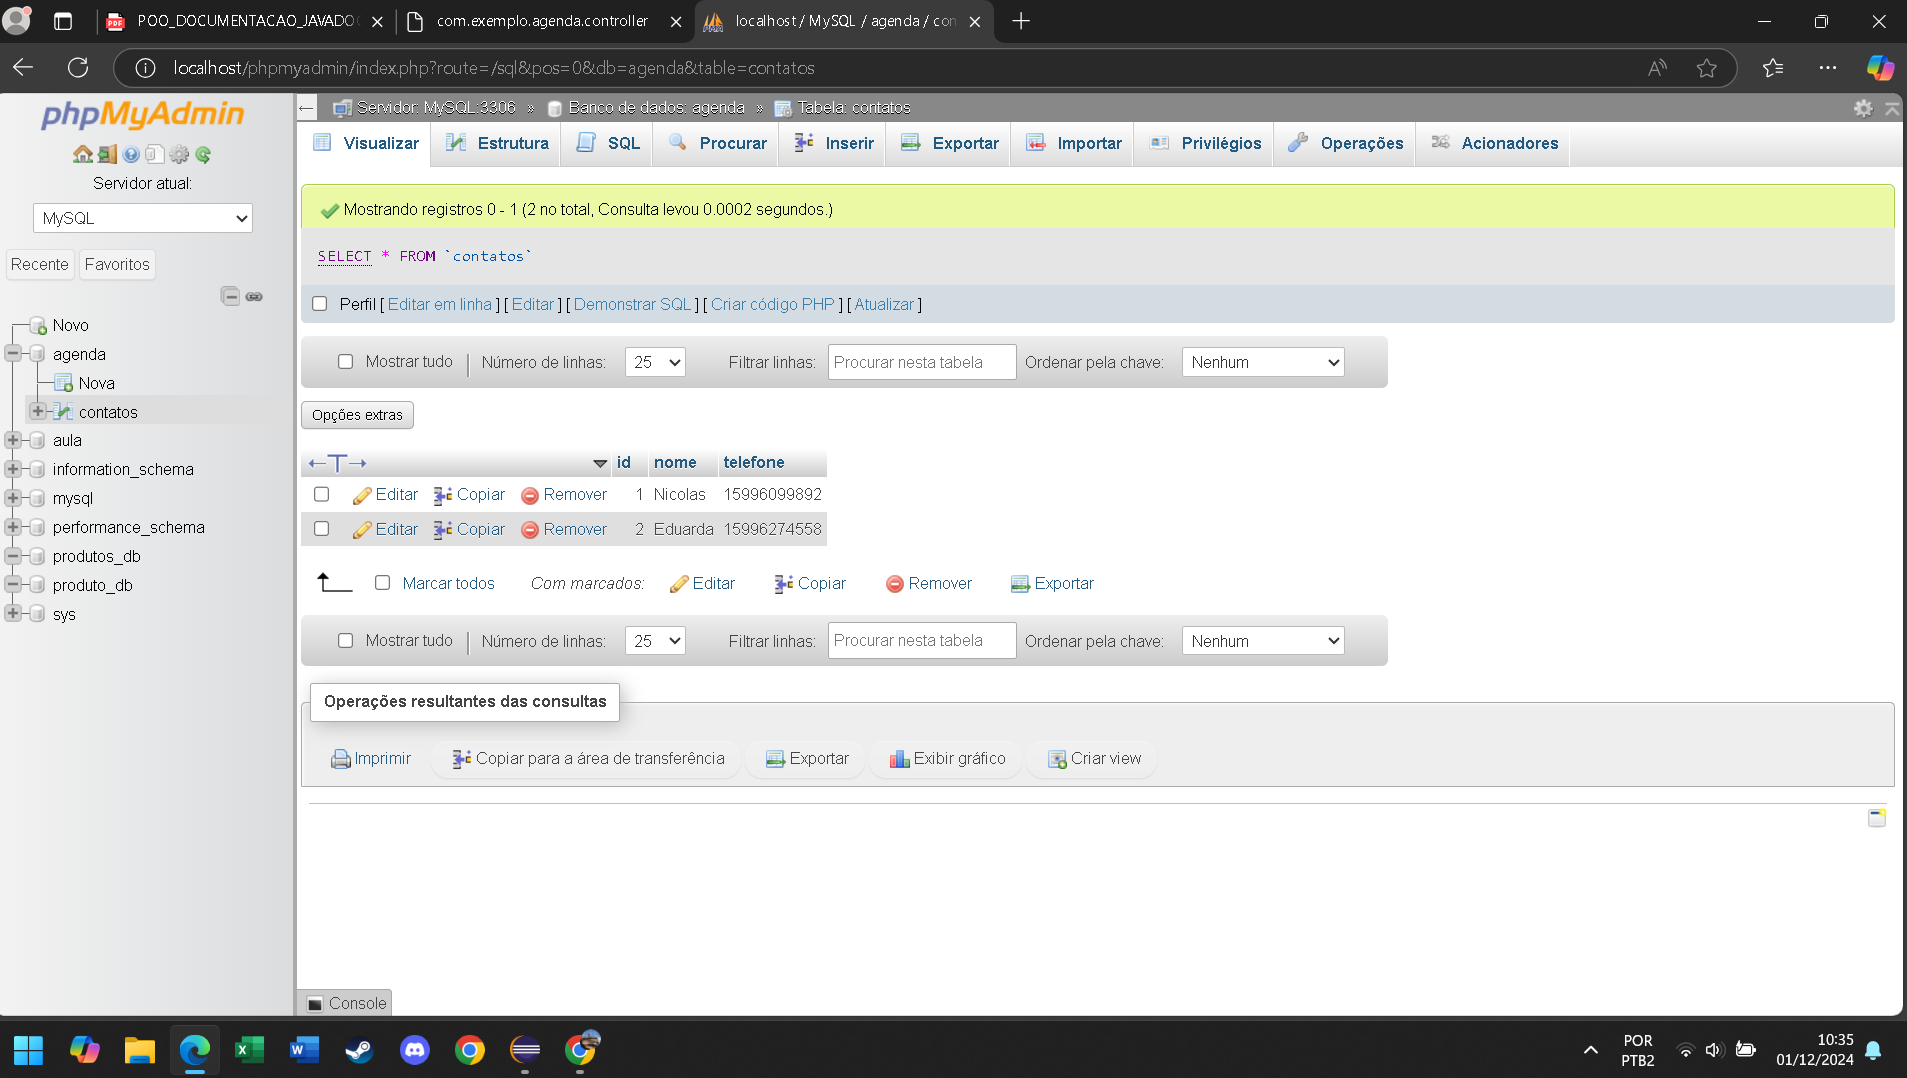 POO_DOCUMENTACAO_JAVADO
com.exemplo.agenda.controller
localhost / MySQL / agenda / con
localhost/phpmyadmin/index.php?route=/sql&pos=0&db=agenda&table=contatos
phpMyAdmin
Servidor atual:
MySQL
Recente
Favoritos
Novo
agenda
Nova
contatos
aula
information_schema
mysql
performance_schema
produtos_db
produto_db
sys
Servidor: MySQL:3306 » Banco de dados: agenda » Tabela: contatos
Visualizar Estrutura SQL Procurar Inserir Exportar Importar Privilégios Operações Acionadores
Mostrando registros 0 - 1 (2 no total, Consulta levou 0.0002 segundos.)
SELECT * FROM `contatos`
Perfil [ Editar em linha ] [ Editar ] [ Demonstrar SQL ] [ Criar código PHP ] [ Atualizar ]
Mostrar tudo Número de linhas: 25 Filtrar linhas: Procurar nesta tabela Ordenar pela chave: Nenhum
Opções extras
←T→ id nome telefone
Editar Copiar Remover 1 Nicolas 15996099892
Editar Copiar Remover 2 Eduarda 15996274558
Marcar todos Com marcados: Editar Copiar Remover Exportar
Mostrar tudo Número de linhas: 25 Filtrar linhas: Procurar nesta tabela Ordenar pela chave: Nenhum
Operações resultantes das consultas
Imprimir Copiar para a área de transferência Exportar Exibir gráfico Criar view
Console
POR
PTB2
10:35
01/12/2024